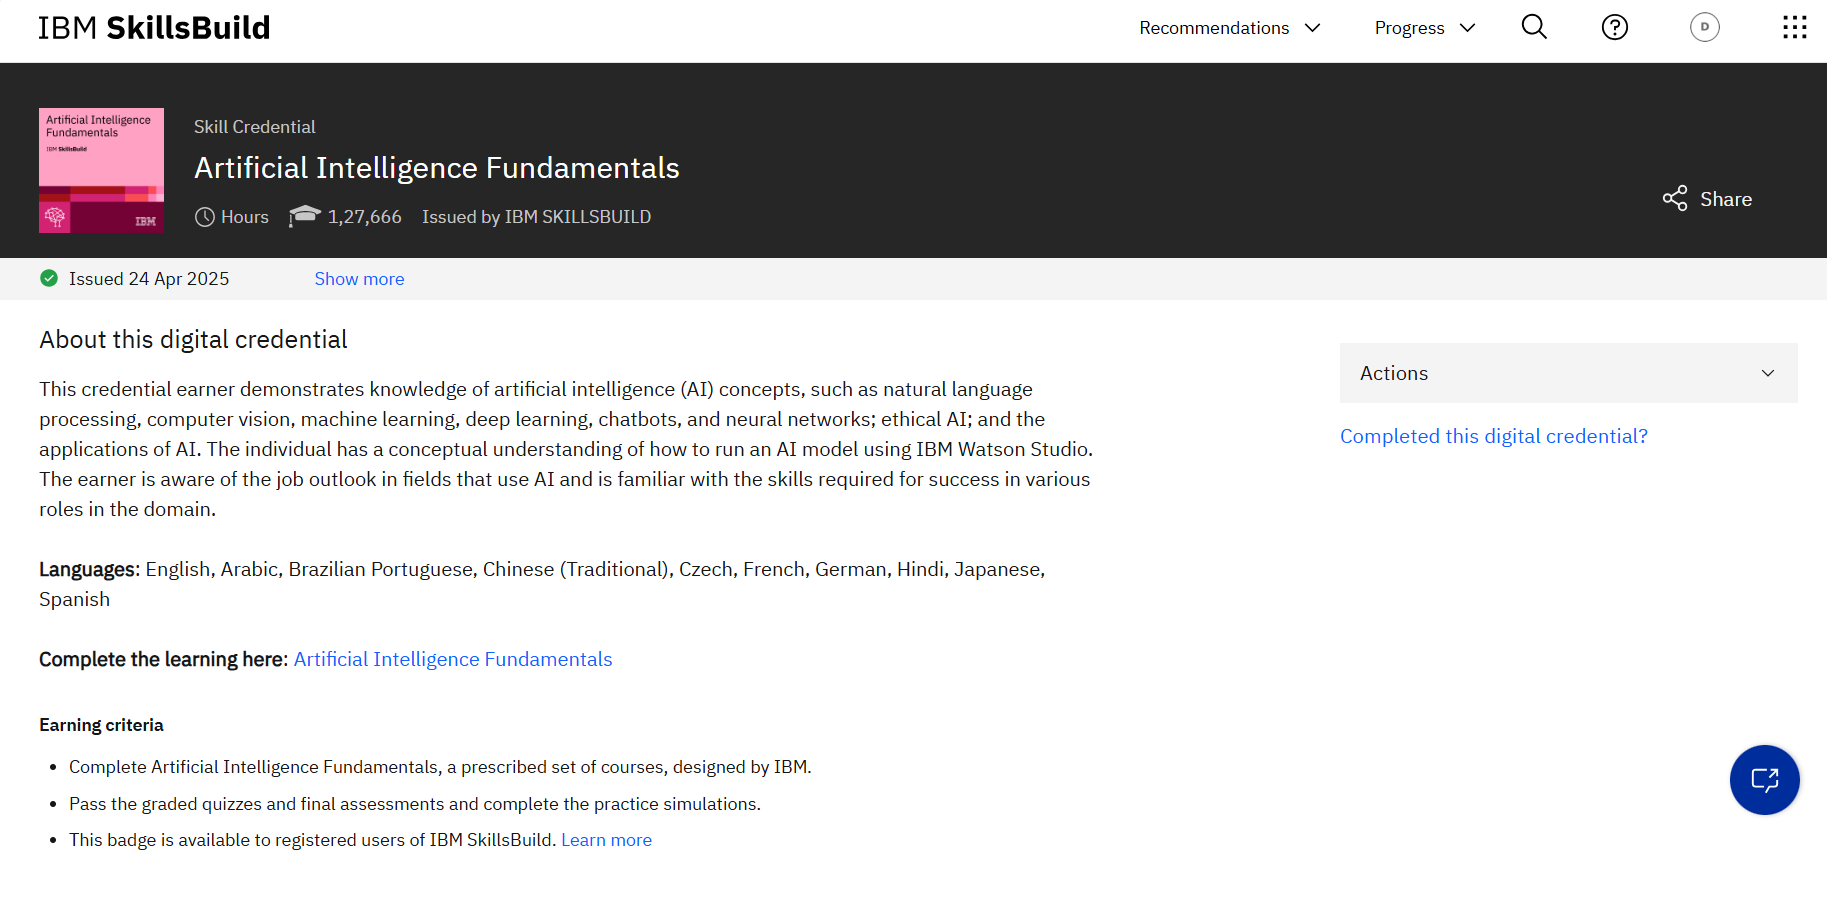 IBM SkillsBuild
Recommendations
Progress
D
Artificial Intelligence
Fundamentals
IBM SkillsBuild
IBM
Skill Credential
Artificial Intelligence Fundamentals
Hours 1,27,666 Issued by IBM SKILLSBUILD
Share
Issued 24 Apr 2025
Show more
About this digital credential
This credential earner demonstrates knowledge of artificial intelligence (AI) concepts, such as natural language
processing, computer vision, machine learning, deep learning, chatbots, and neural networks; ethical AI; and the
applications of AI. The individual has a conceptual understanding of how to run an AI model using IBM Watson Studio.
The earner is aware of the job outlook in fields that use AI and is familiar with the skills required for success in various
roles in the domain.
Languages: English, Arabic, Brazilian Portuguese, Chinese (Traditional), Czech, French, German, Hindi, Japanese,
Spanish
Complete the learning here: Artificial Intelligence Fundamentals
Earning criteria
• Complete Artificial Intelligence Fundamentals, a prescribed set of courses, designed by IBM.
• Pass the graded quizzes and final assessments and complete the practice simulations.
• This badge is available to registered users of IBM SkillsBuild. Learn more
Actions
Completed this digital credential?